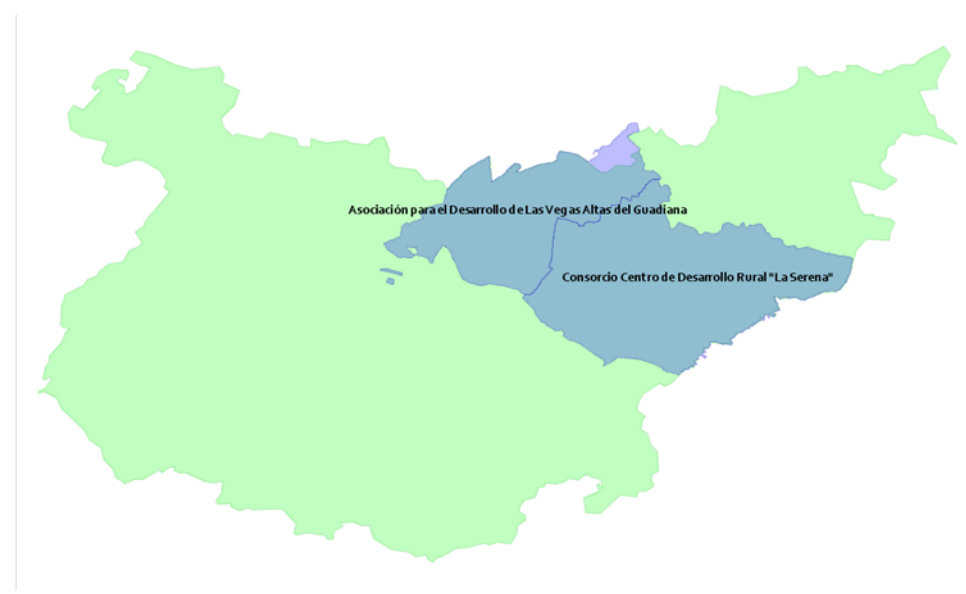 Asociación para el Desarrollo de Las Vegas Altas del Guadiana
Consorcio Centro de Desarrollo Rural "La Serena"